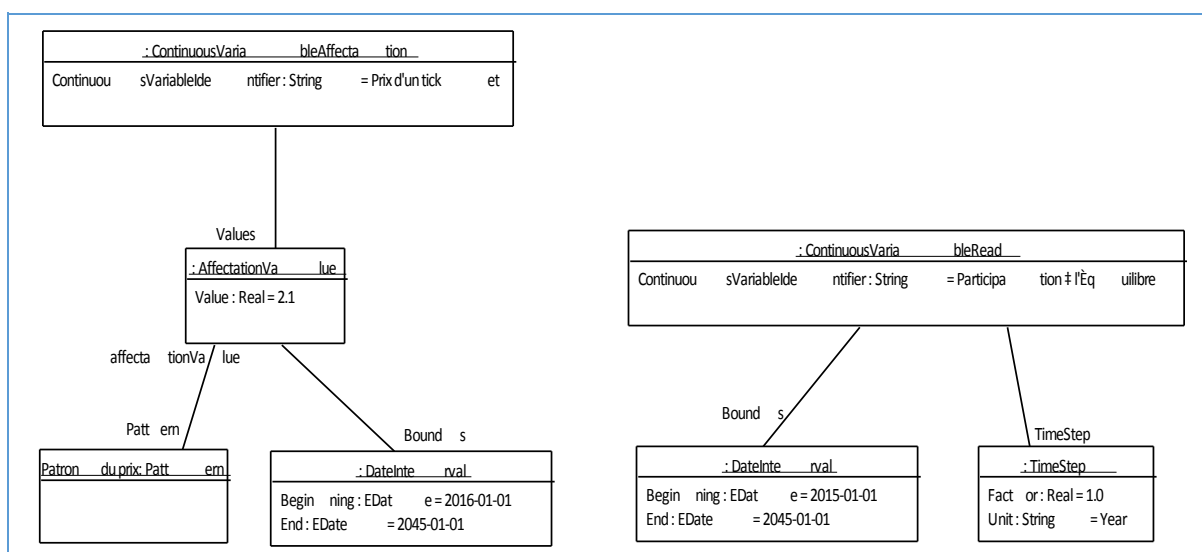 : ContinuousVaria bleAffecta tion
Continuou sVariableIde ntifier : String = Prix d'un tick et
Values
: AffectationVa lue
Value : Real = 2.1
affecta tionVa lue
Patt ern
Bound s
Patron du prix: Patt ern
: DateInte rval
Begin ning : EDat e = 2016-01-01
End : EDate = 2045-01-01
: ContinuousVaria bleRead
Continuou sVariableIde ntifier : String = Participa tion ‡ l'Èq uilibre
Bound s
TimeStep
: DateInte rval
Begin ning : EDat e = 2015-01-01
End : EDate = 2045-01-01
: TimeStep
Fact or : Real = 1.0
Unit : String = Year